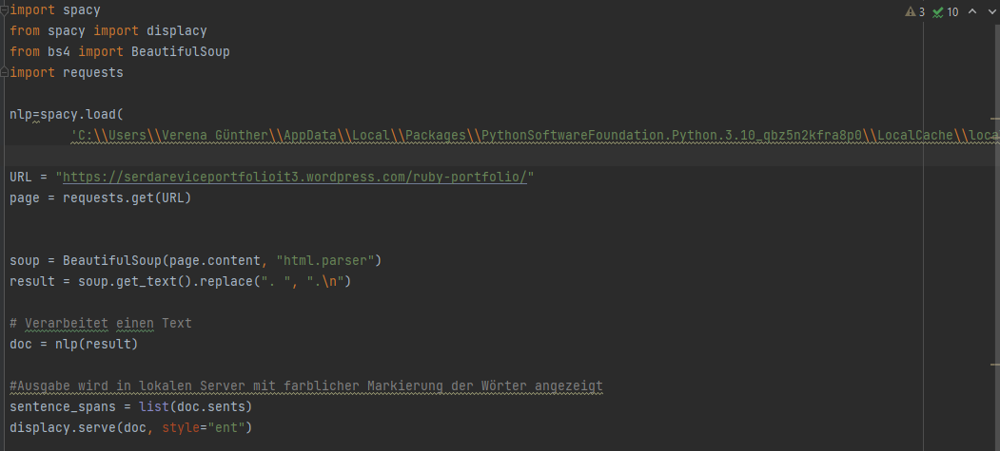 import spacy
from spacy import displacy
from bs4 import BeautifulSoup
import requests
nlp=spacy.load(
'C:\\Users\\Verena Günther\\AppData\\Local\\Packages\\PythonSoftwareFoundation.Python.3.10_qbz5n2kfra8p0\\LocalCache\\loca
URL = "https://serdareviceportfolioit3.wordpress.com/ruby-portfolio/"
page = requests.get(URL)
soup = BeautifulSoup(page.content, "html.parser")
result = soup.get_text().replace(". ", ".\n")
# Verarbeitet einen Text
doc = nlp(result)
#Ausgabe wird in lokalen Server mit farblicher Markierung der Wörter angezeigt
sentence_spans = list(doc.sents)
displacy.serve(doc, style="ent")
3 10